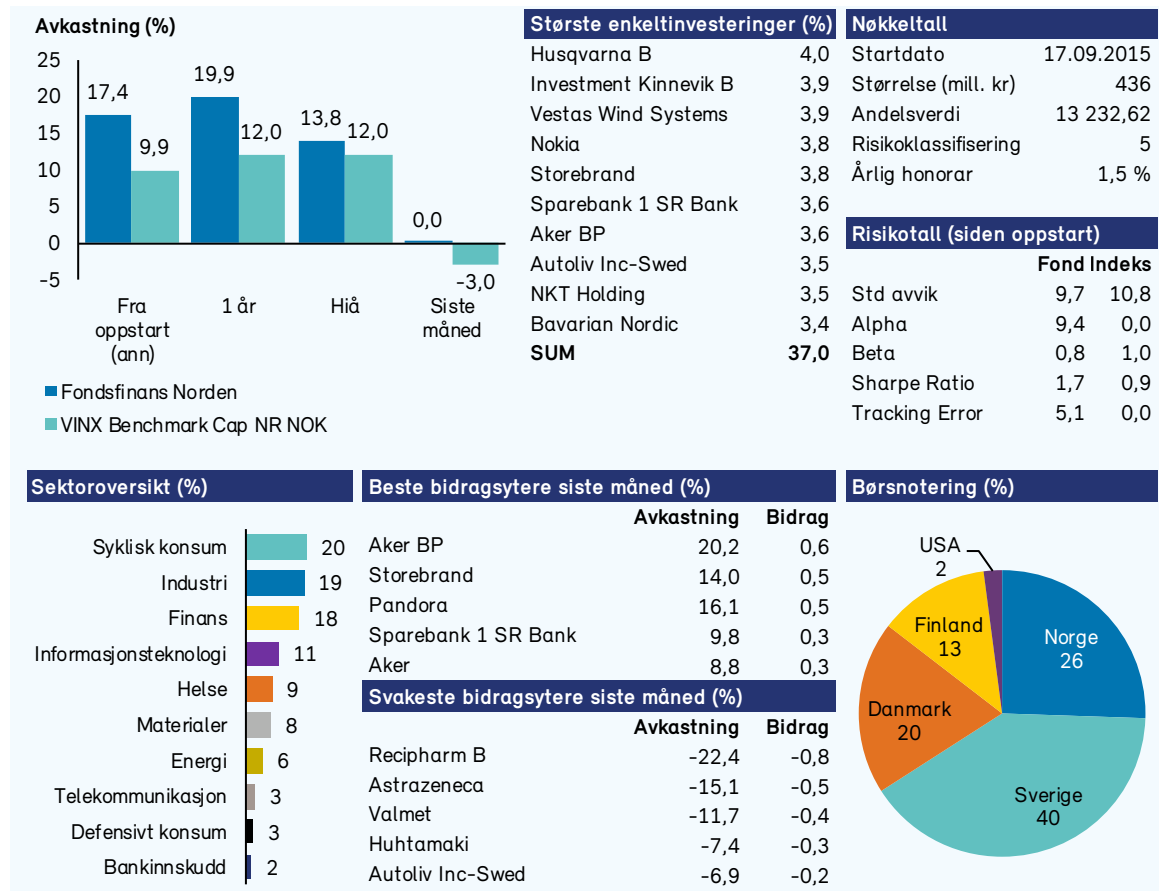 Avkastning (%)
25
20
15
10
5
0
−5
17,4
9,9
19,9
12,0
13,8
12,0
0,0
−3,0
Fra
oppstart
(ann)
1 år
Hiå
Siste
måned
Fondsfinans Norden
VINX Benchmark Cap NR NOK
Største enkeltinvesteringer (%)
Husqvarna B 4,0
Investment Kinnevik B 3,9
Vestas Wind Systems 3,9
Nokia 3,8
Storebrand 3,8
Sparebank 1 SR Bank 3,6
Aker BP 3,6
Autoliv Inc-Swed 3,5
NKT Holding 3,5
Bavarian Nordic 3,4
SUM 37,0
Nøkkeltall
Startdato 17.09.2015
Størrelse (mill. kr) 436
Andelsverdi 13 232,62
Risikoklassifisering 5
Årlig honorar 1,5 %
Risikotall (siden oppstart)
Fond Indeks
Std avvik 9,7 10,8
Alpha 9,4 0,0
Beta 0,8 1,0
Sharpe Ratio 1,7 0,9
Tracking Error 5,1 0,0
Sektoroversikt (%)
Syklisk konsum 20
Industri 19
Finans 18
Informasjonsteknologi 11
Helse 9
Materialer 8
Energi 6
Telekommunikasjon 3
Defensivt konsum 3
Bankinnskudd 2
Beste bidragsytere siste måned (%)
Avkastning Bidrag
Aker BP 20,2 0,6
Storebrand 14,0 0,5
Pandora 16,1 0,5
Sparebank 1 SR Bank 9,8 0,3
Aker 8,8 0,3
Svakeste bidragsytere siste måned (%)
Avkastning Bidrag
Recipharm B -22,4 -0,8
Astrazeneca -15,1 -0,5
Valmet -11,7 -0,4
Huhtamaki -7,4 -0,3
Autoliv Inc-Swed -6,9 -0,2
Børsnotering (%)
USA
2
Finland
13
Norge
26
Danmark
20
Sverige
40